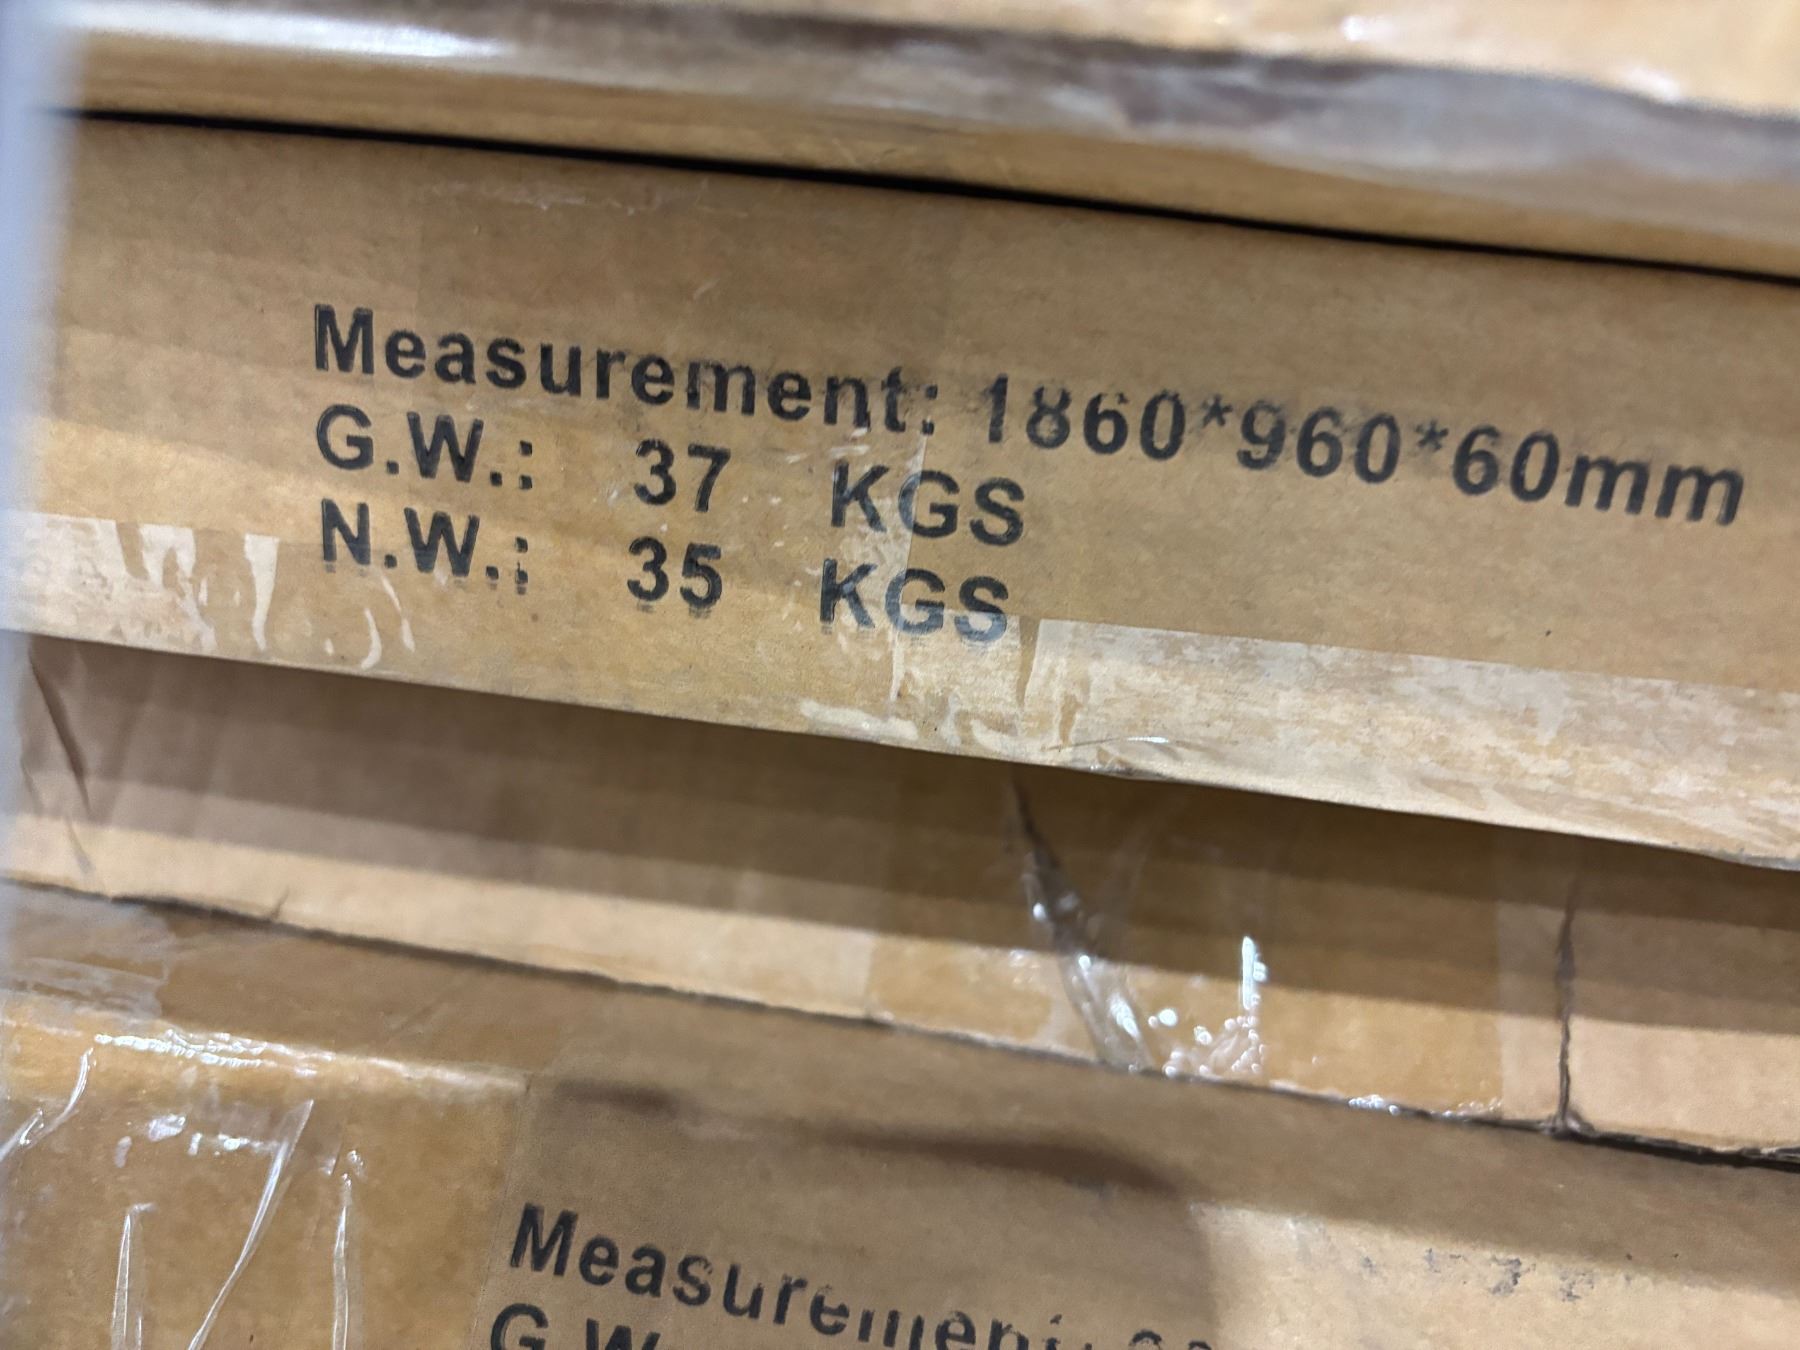 Measurement: 1860*960*60mm
G.W.: 37 KGS
N.W.: 35 KGS
Measurement:
G.W